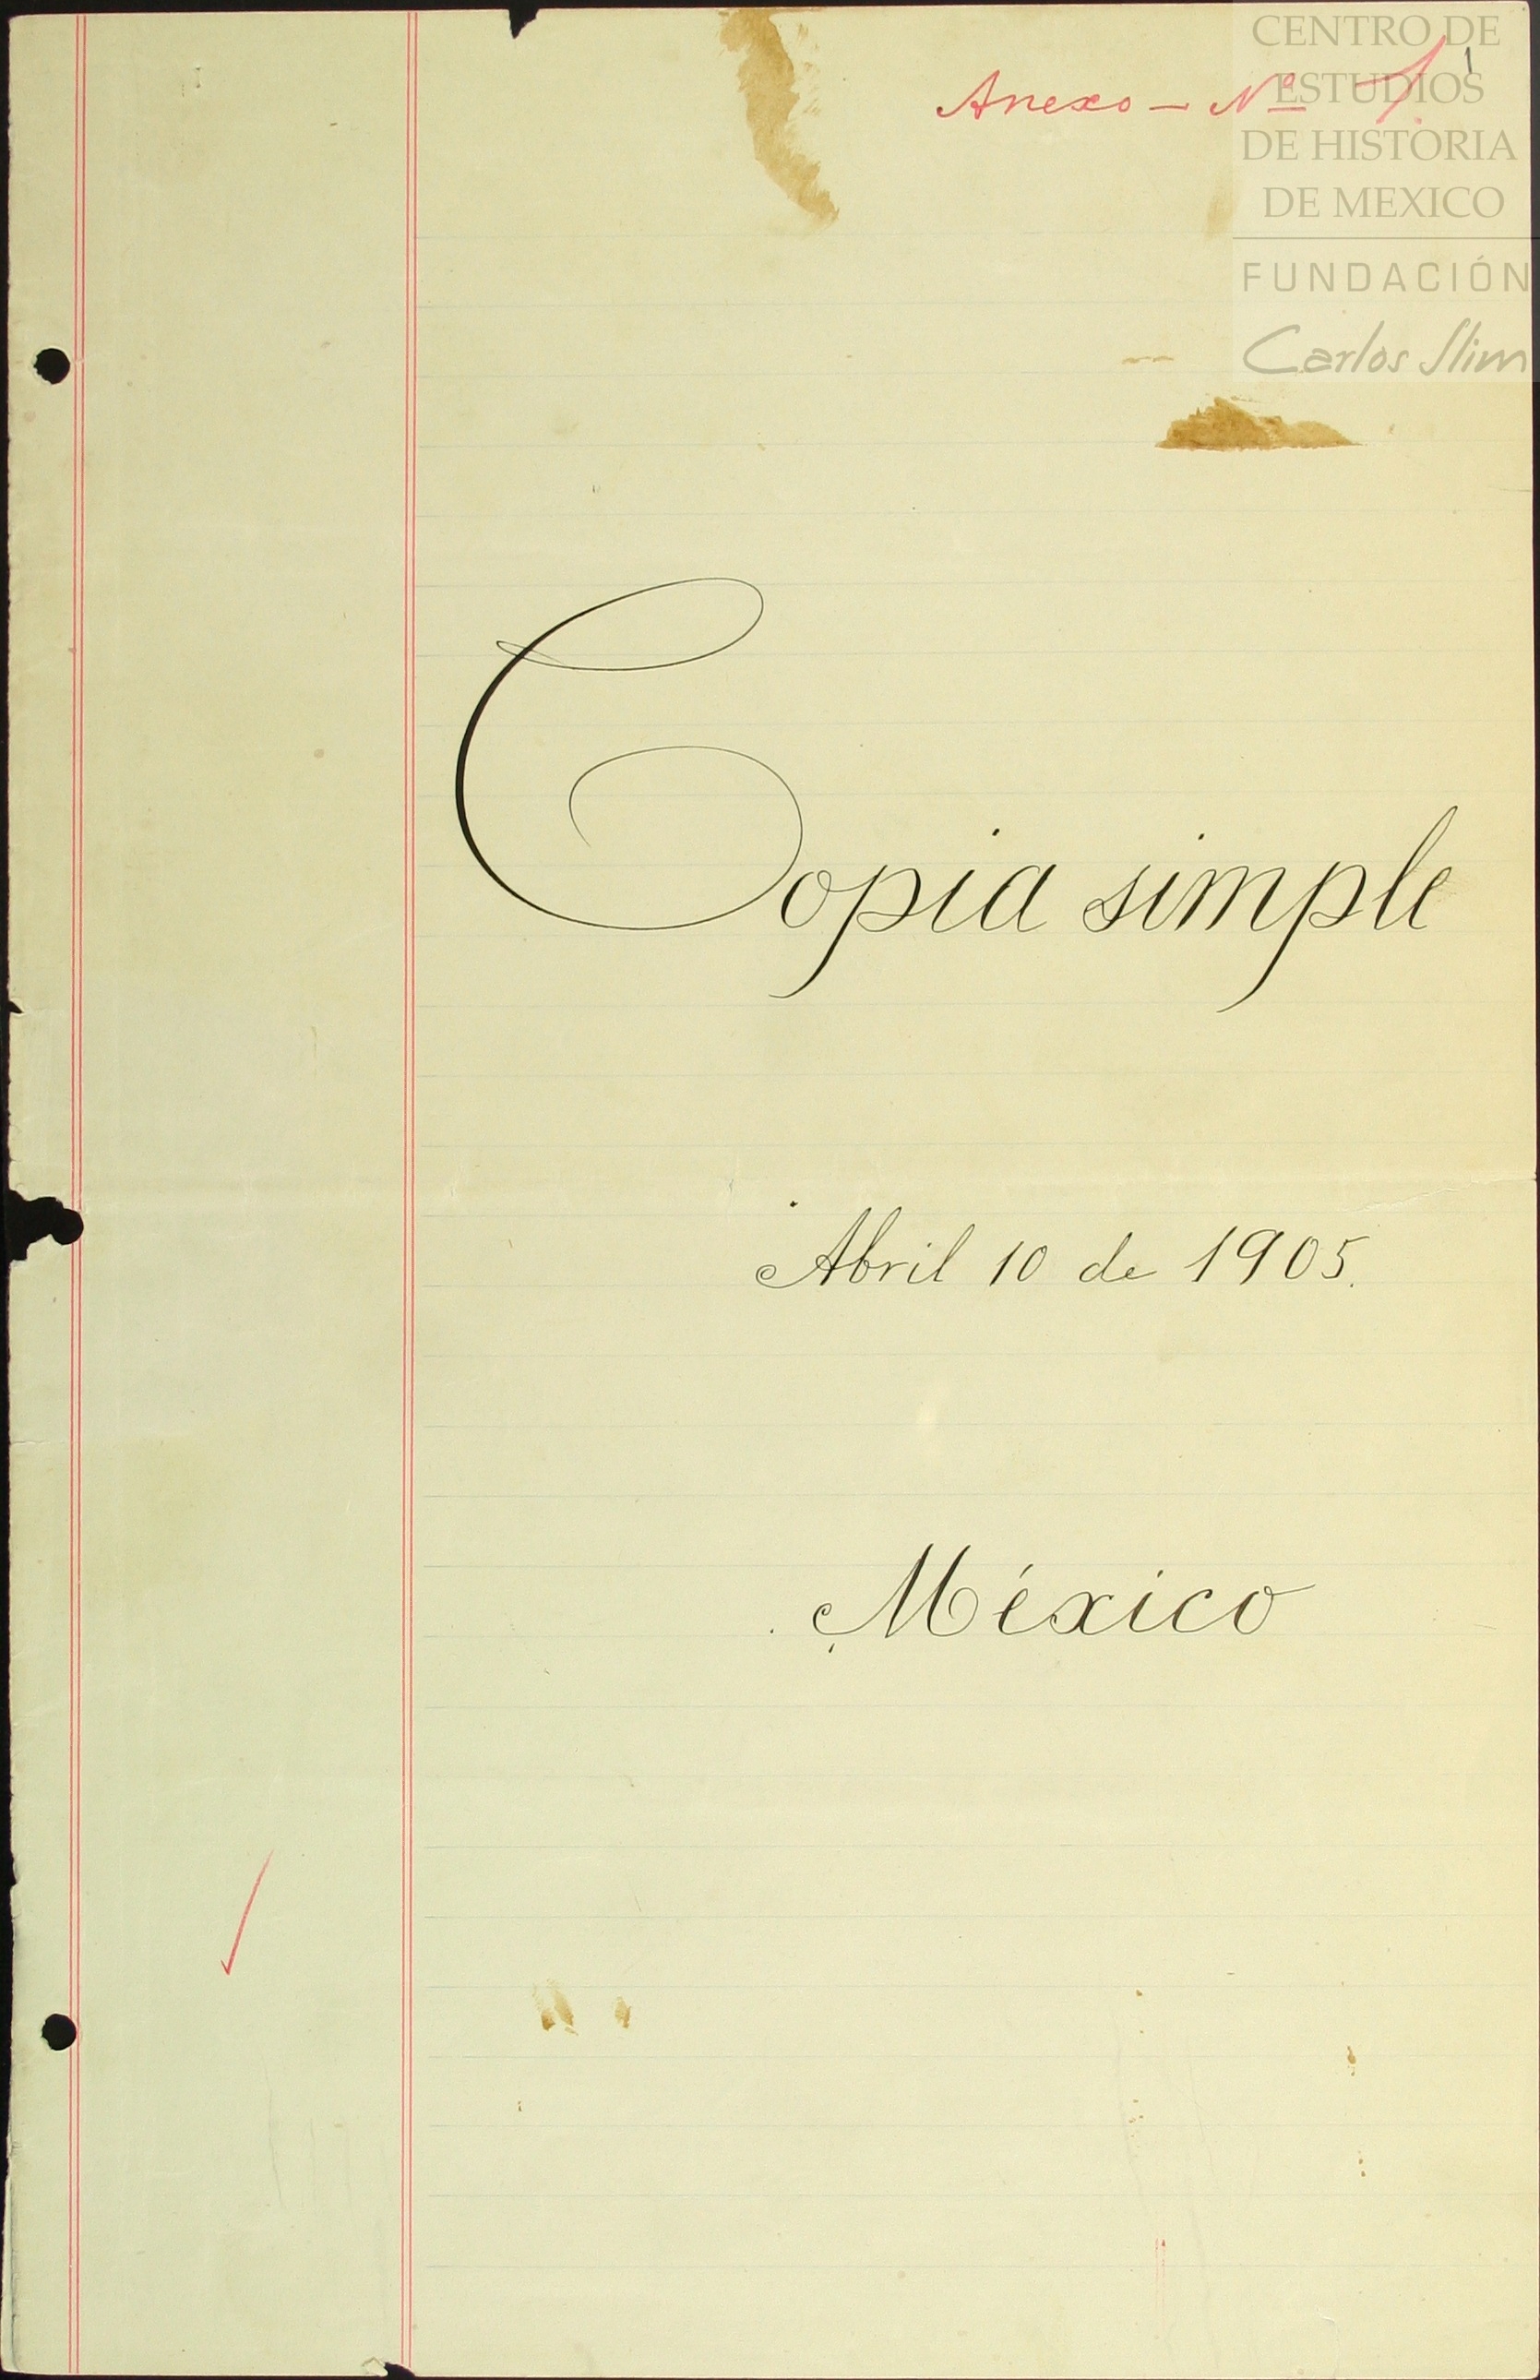 Anexo - Nº 1.
1
CENTRO DE
ESTUDIOS
DE HISTORIA
DE MEXICO
FUNDACIÓN
Carlos Slim
Copia simple
Abril 10 de 1905.
México